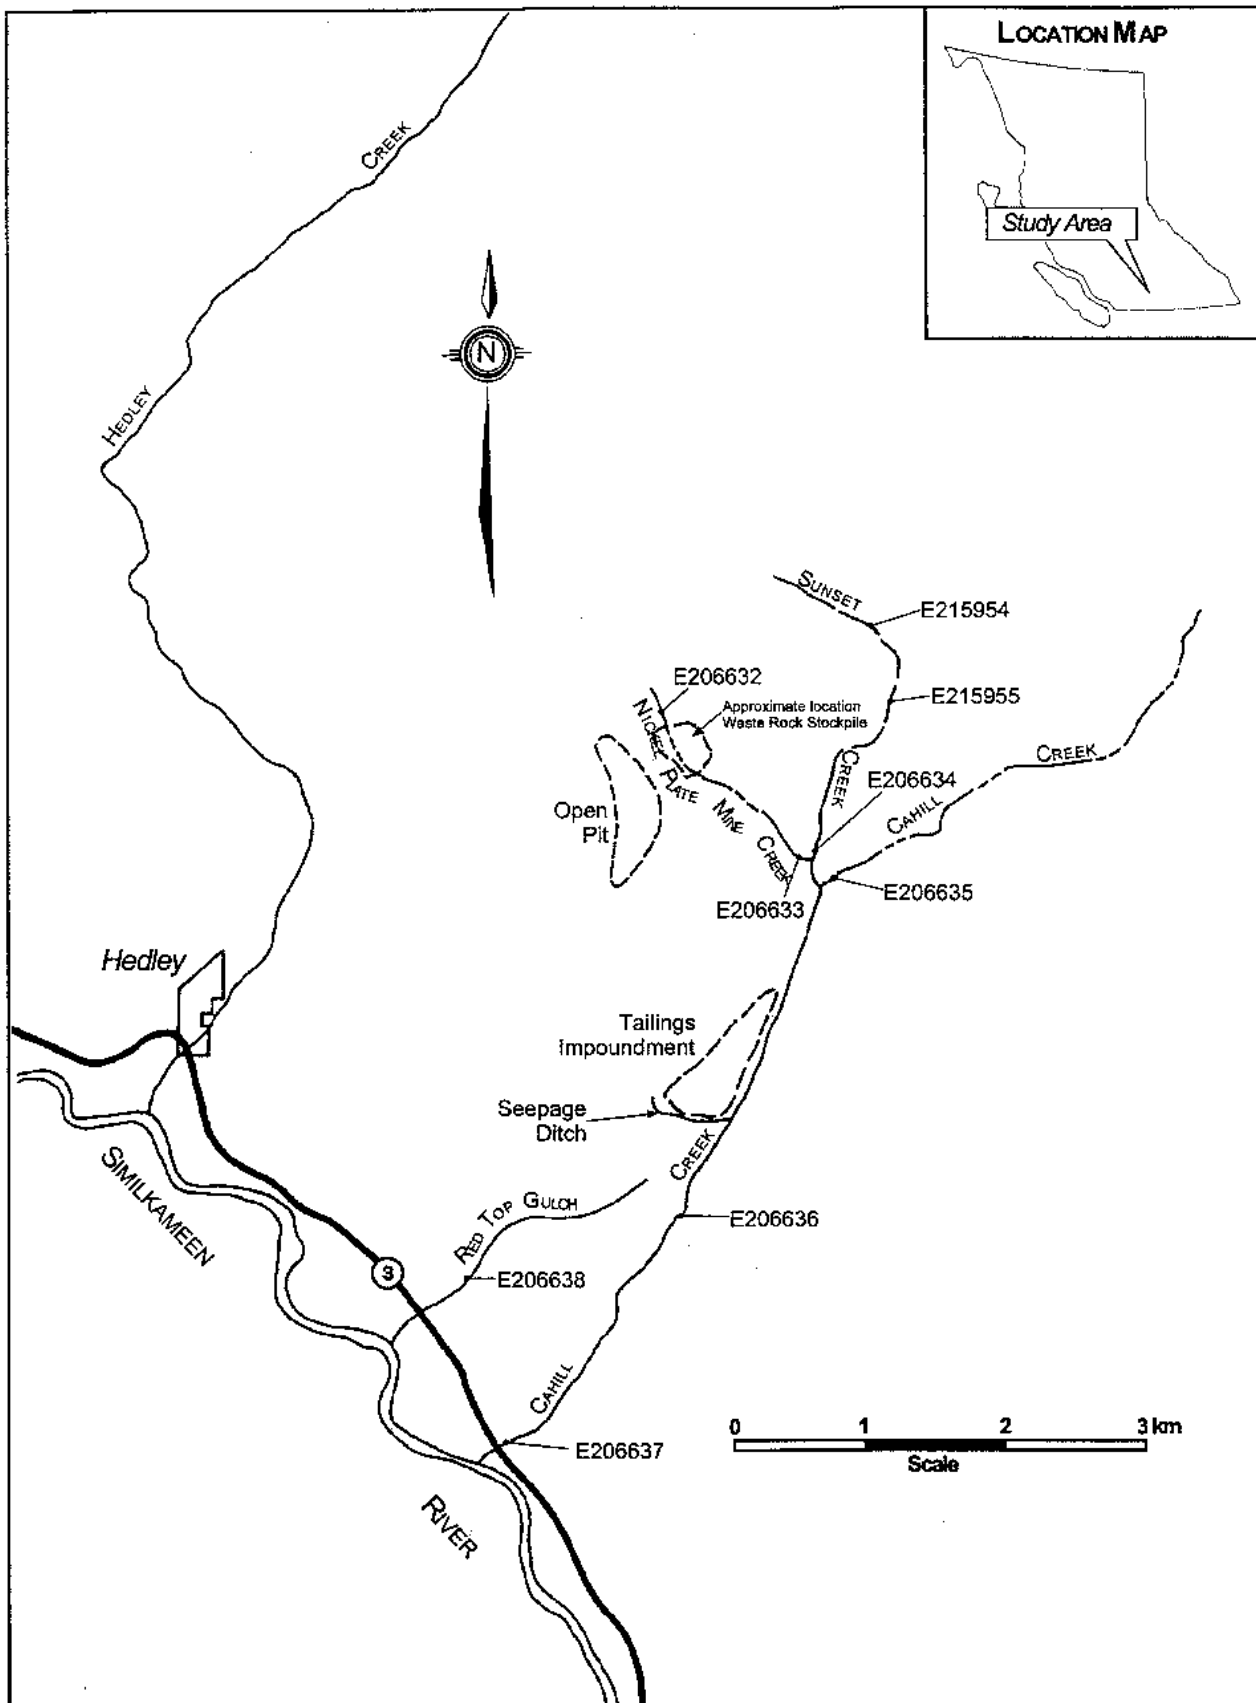 LOCATION MAP
Study Area
CREEK
N
HEDLEY
SUNSET
E215954
E206632
E215955
Approximate location
Waste Rock Stockpile
NICKEL PLATE MINE CREEK
CREEK
CREEK
E206634
CAHILL
Open
Pit
E206633
E206635
Hedley
Tailings
Impoundment
Seepage
Ditch
CREEK
SIMILKAMEEN
RED TOP GULCH
E206636
3
E206638
CAHILL
0 1 2 3 km
Scale
E206637
RIVER